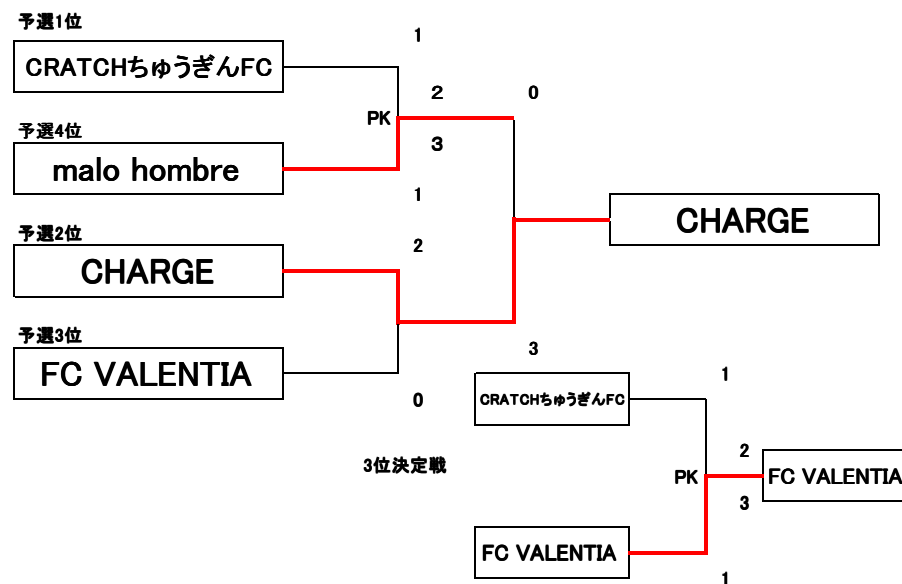 予選1位
1
CRATCHちゅうぎんFC
2
0
PK
予選4位
3
malo hombre
1
CHARGE
予選2位
2
CHARGE
予選3位
3
FC VALENTIA
1
0
CRATCHちゅうぎんFC
3位決定戦
2
PK
FC VALENTIA
3
FC VALENTIA
1